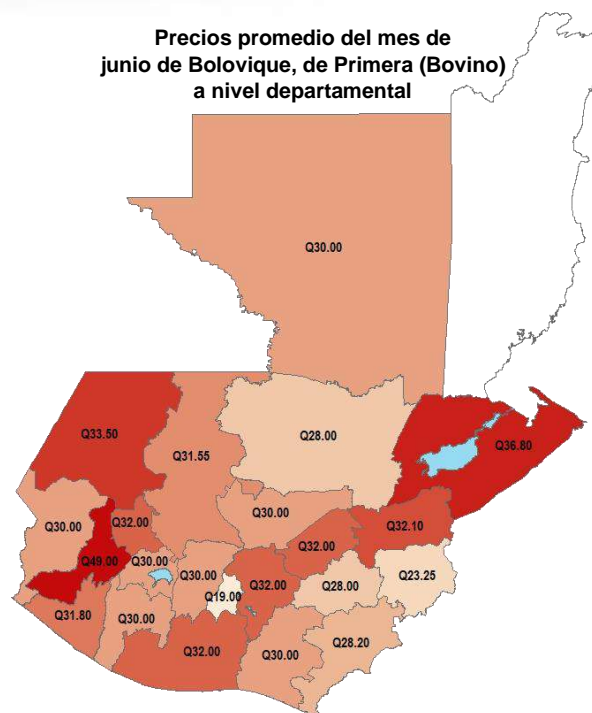 Precios promedio del mes de
junio de Bolovique, de Primera (Bovino)
a nivel departamental
Q30.00
Q33.50
Q28.00
Q36.80
Q31.55
Q30.00
Q32.00
Q30.00
Q32.10
Q32.00
Q49.00
Q30.00
Q30.00
Q32.00
Q28.00
Q23.25
Q19.00
Q31.80
Q30.00
Q28.20
Q32.00
Q30.00